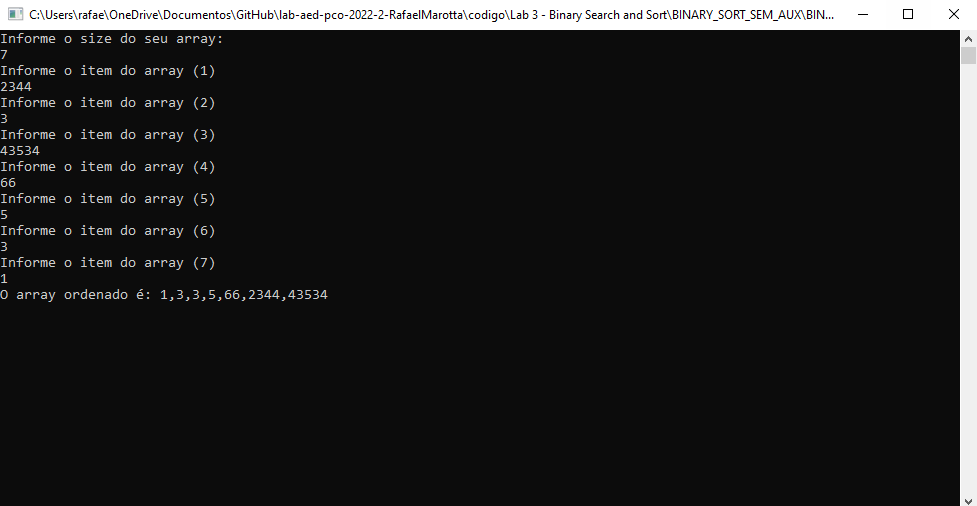 C:\Users\rafae\OneDrive\Documentos\GitHub\lab-aed-pco-2022-2-RafaelMarotta\codigo\Lab 3 - Binary Search and Sort\BINARY_SORT_SEM_AUX\BIN...
Informe o size do seu array:
7
Informe o item do array (1)
2344
Informe o item do array (2)
3
Informe o item do array (3)
43534
Informe o item do array (4)
66
Informe o item do array (5)
5
Informe o item do array (6)
3
Informe o item do array (7)
1
O array ordenado é: 1,3,3,5,66,2344,43534